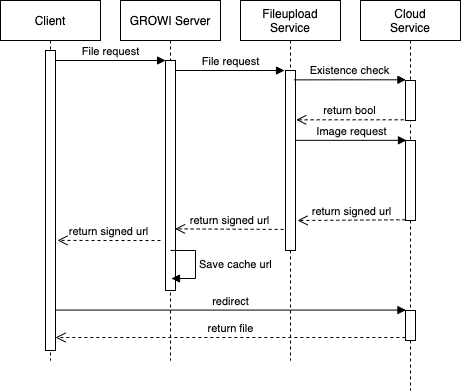 Client
GROWI Server
Fileupload
Service
Cloud
Service
File request
File request
Existence check
return bool
Image request
return signed url
return signed url
return signed url
Save cache url
redirect
return file